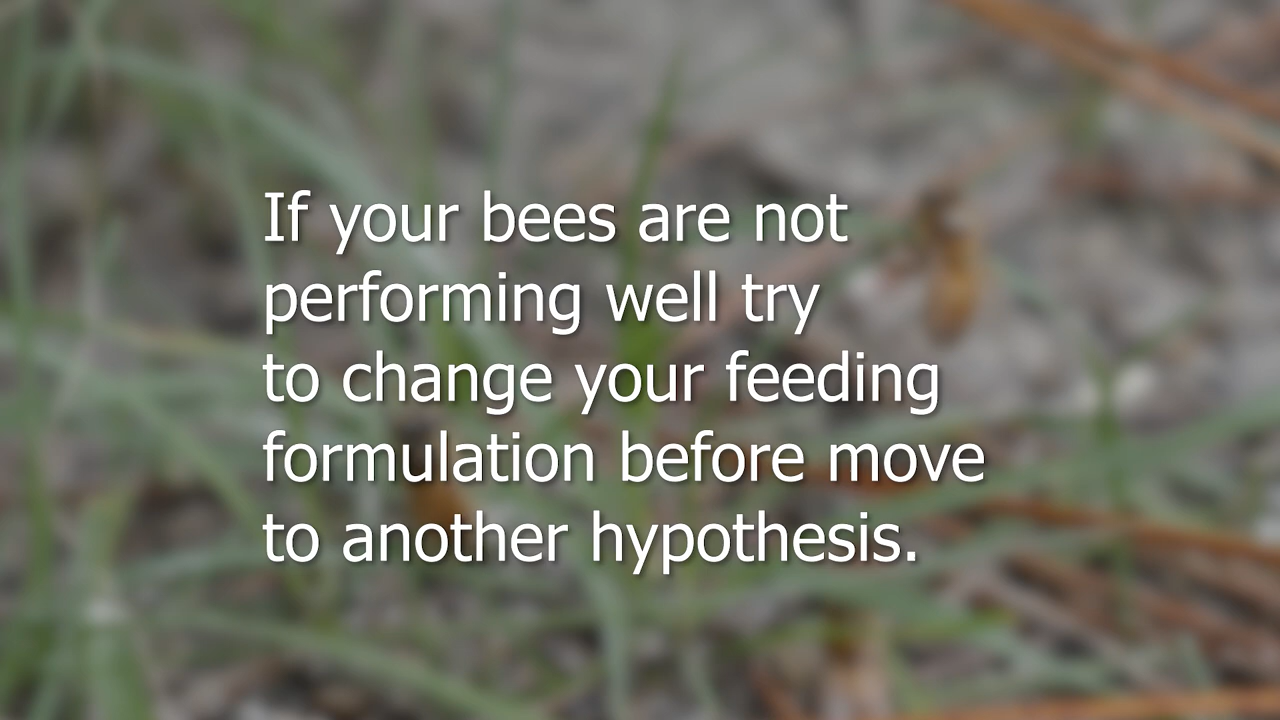 If your bees are not
performing well try
to change your feeding
formulation before move
to another hypothesis.